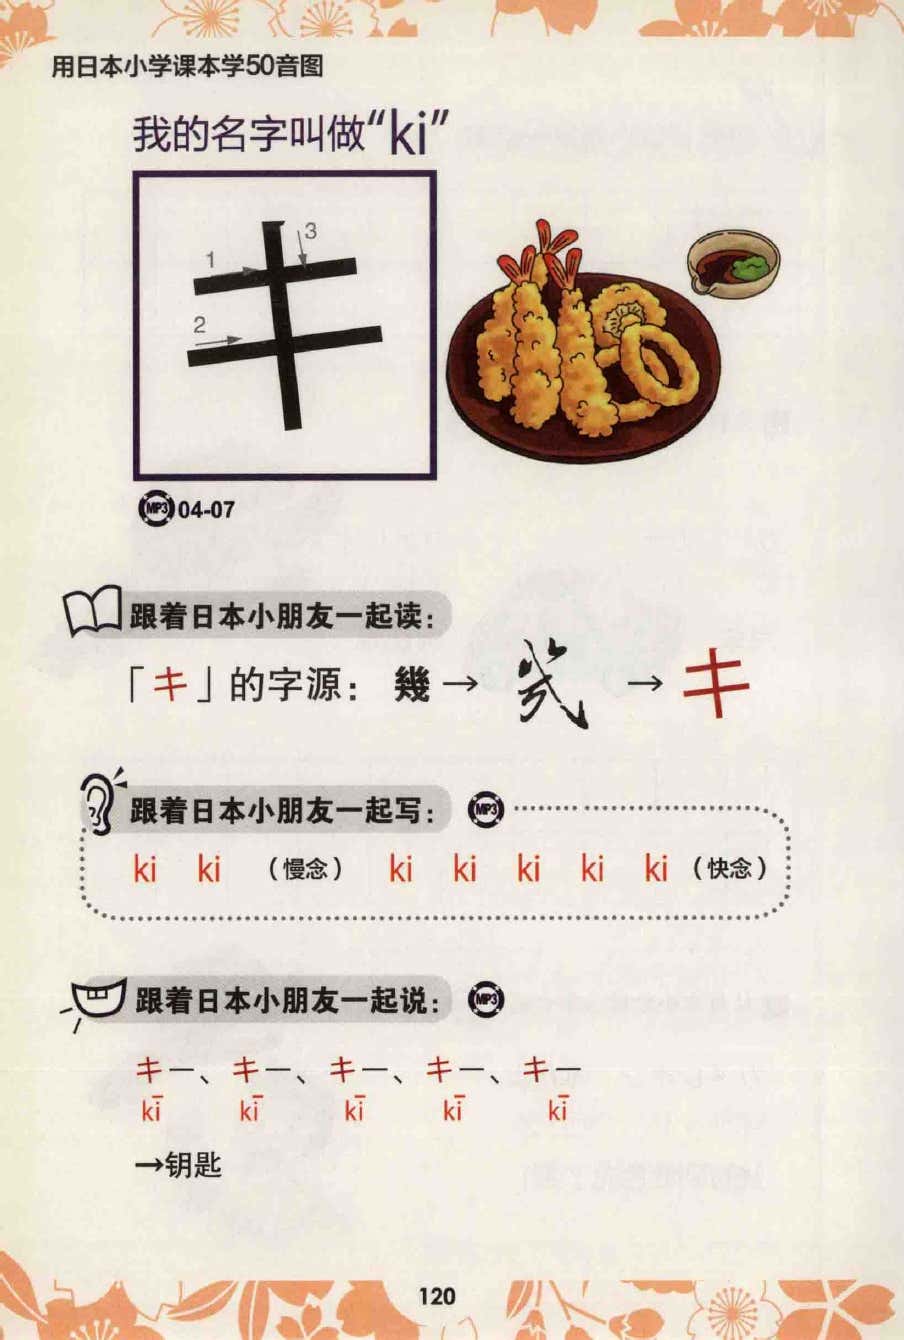 用日本小学课本学50音图
我的名字叫做“ki”
キ
1
2
3
MP3 04-07
跟着日本小朋友一起读：
「キ」的字源： 幾→ →キ
跟着日本小朋友一起写： MP3
ki ki （慢念） ki ki ki ki ki （快念）
跟着日本小朋友一起说： MP3
キー、キー、キー、キー、キー
kī kī kī kī kī
→钥匙
120